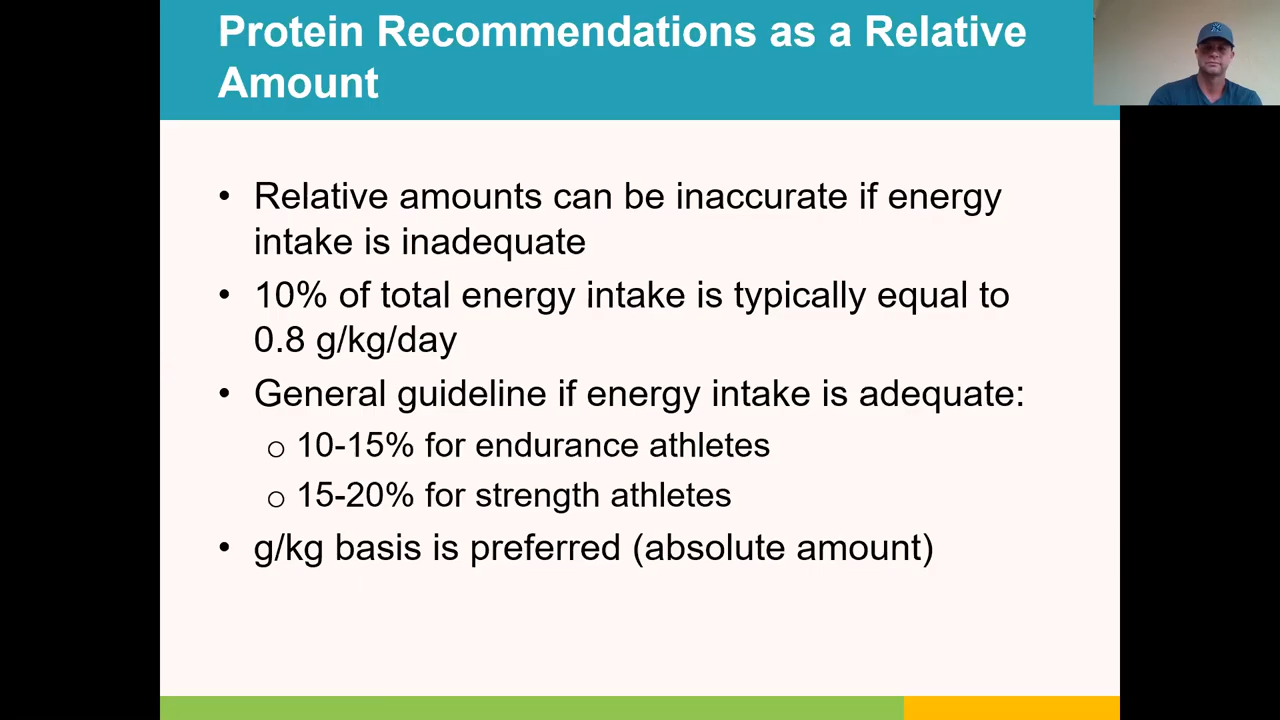 Protein Recommendations as a Relative
Amount
• Relative amounts can be inaccurate if energy
intake is inadequate
• 10% of total energy intake is typically equal to
0.8 g/kg/day
• General guideline if energy intake is adequate:
o 10-15% for endurance athletes
o 15-20% for strength athletes
• g/kg basis is preferred (absolute amount)